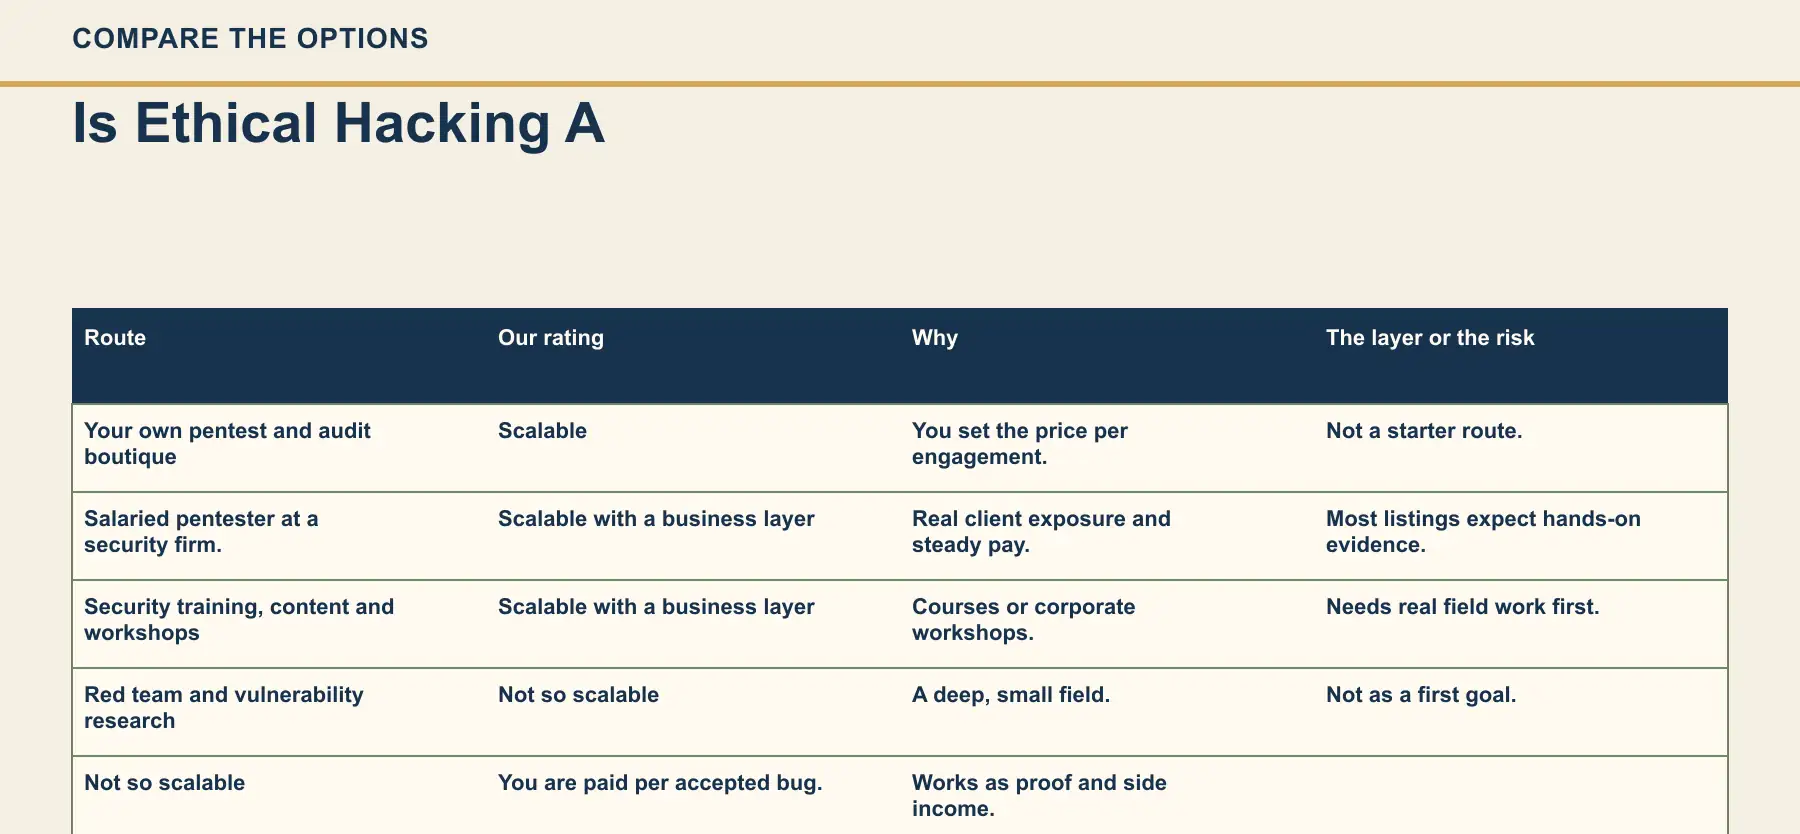 COMPARE THE OPTIONS
Is Ethical Hacking A
Route
Our rating
Why
The layer or the risk
Your own pentest and audit
boutique
Scalable
You set the price per
engagement.
Not a starter route.
Salaried pentester at a
security firm.
Scalable with a business layer
Real client exposure and
steady pay.
Most listings expect hands-on
evidence.
Security training, content and
workshops
Scalable with a business layer
Courses or corporate
workshops.
Needs real field work first.
Red team and vulnerability
research
Not so scalable
A deep, small field.
Not as a first goal.
Not so scalable
You are paid per accepted bug.
Works as proof and side
income.